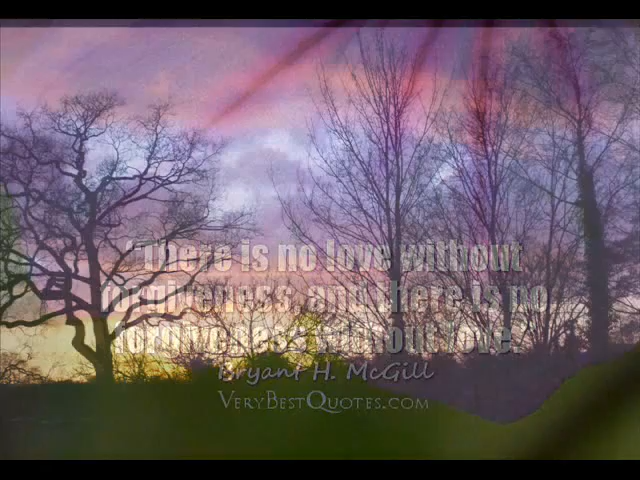 "There is no love without
forgiveness, and there is no
forgiveness without love."
Bryant H. McGill
VERYBESTQUOTES.COM